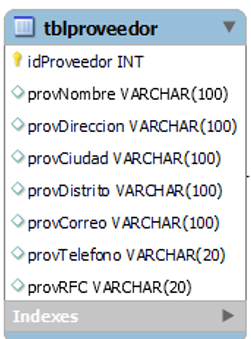 tblproveedor
idProveedor INT
provNombre VARCHAR(100)
provDireccion VARCHAR(100)
provCiudad VARCHAR(100)
provDistrito VARCHAR(100)
provCorreo VARCHAR(100)
provTelefono VARCHAR(20)
provRFC VARCHAR(20)
Indexes